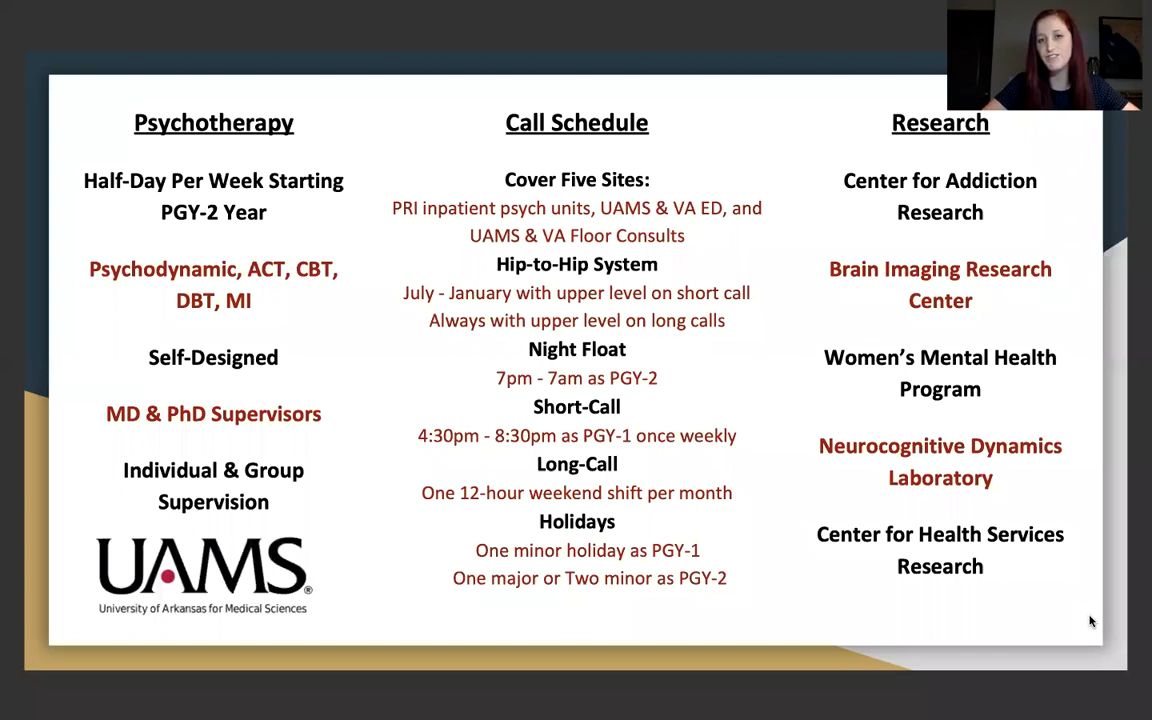 Psychotherapy
Half-Day Per Week Starting
PGY-2 Year
Psychodynamic, ACT, CBT,
DBT, MI
Self-Designed
MD & PhD Supervisors
Individual & Group
Supervision
UAMS®
University of Arkansas for Medical Sciences
Call Schedule
Cover Five Sites:
PRI inpatient psych units, UAMS & VA ED, and
UAMS & VA Floor Consults
Hip-to-Hip System
July - January with upper level on short call
Always with upper level on long calls
Night Float
7pm - 7am as PGY-2
Short-Call
4:30pm - 8:30pm as PGY-1 once weekly
Long-Call
One 12-hour weekend shift per month
Holidays
One minor holiday as PGY-1
One major or Two minor as PGY-2
Research
Center for Addiction
Research
Brain Imaging Research
Center
Women's Mental Health
Program
Neurocognitive Dynamics
Laboratory
Center for Health Services
Research